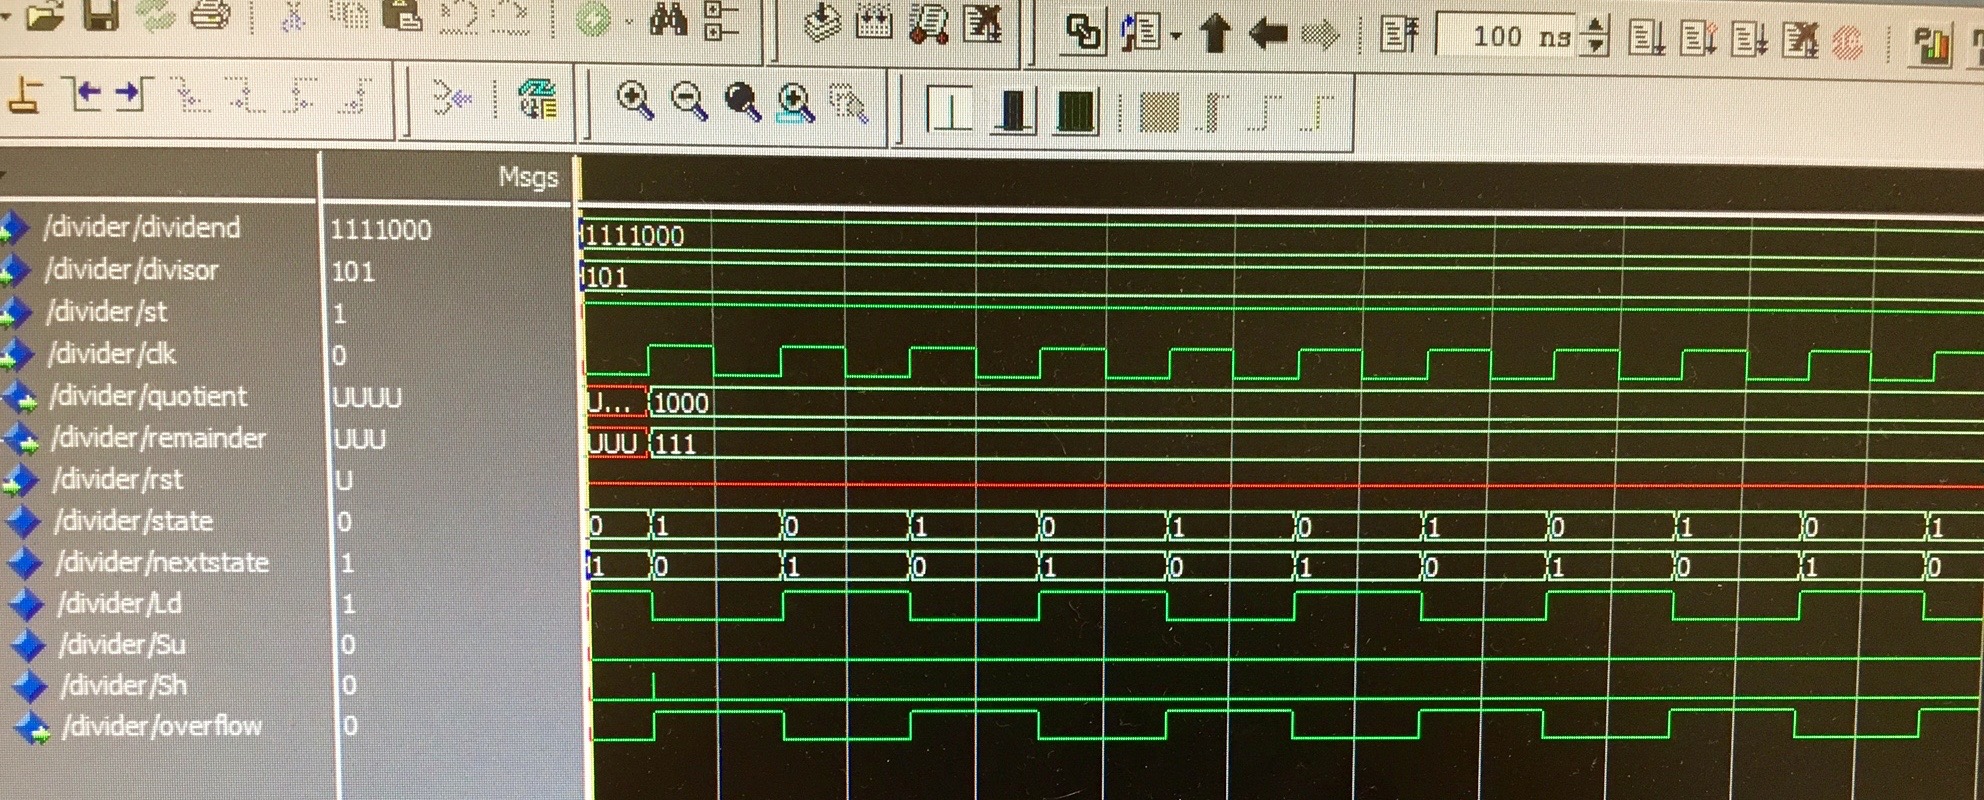 100 ns
Msgs
/divider/dividend 1111000 1111000
/divider/divisor 101 101
/divider/st 1
/divider/clk 0
/divider/quotient UUUU U... 1000
/divider/remainder UUU UUU 111
/divider/rst U
/divider/state 0 0 1 0 1 0 1 0 1 0 1 0 1
/divider/nextstate 1 1 0 1 0 1 0 1 0 1 0 1 0
/divider/Ld 1
/divider/Su 0
/divider/Sh 0
/divider/overflow 0